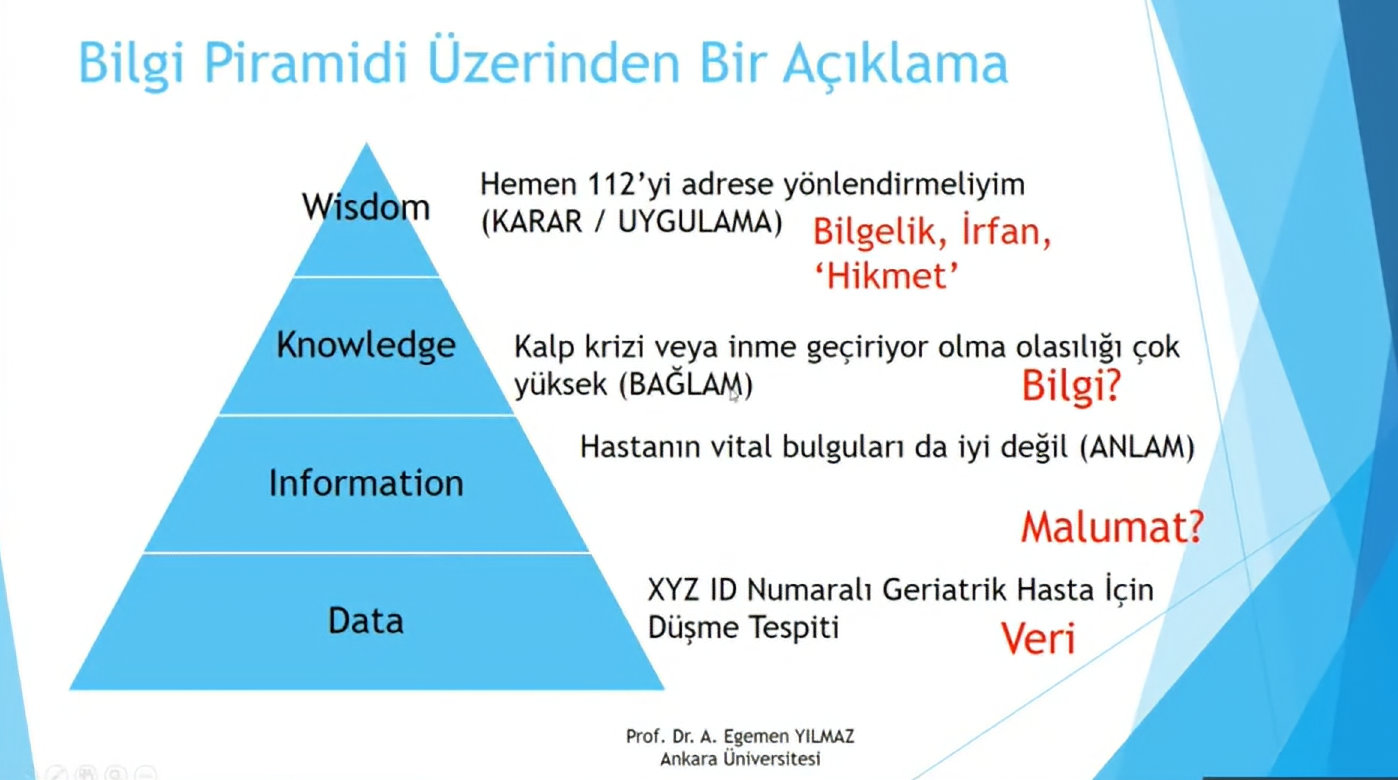 Bilgi Piramidi Üzerinden Bir Açıklama
Wisdom
Hemen 112’yi adrese yönlendirmeliyim
(KARAR / UYGULAMA)
Bilgelik, İrfan,
‘Hikmet’
Knowledge
Kalp krizi veya inme geçiriyor olma olasılığı çok
yüksek (BAĞLAM)
Bilgi?
Information
Hastanın vital bulguları da iyi değil (ANLAM)
Malumat?
Data
XYZ ID Numaralı Geriatrik Hasta İçin
Düşme Tespiti
Veri
Prof. Dr. A. Egemen YILMAZ
Ankara Üniversitesi